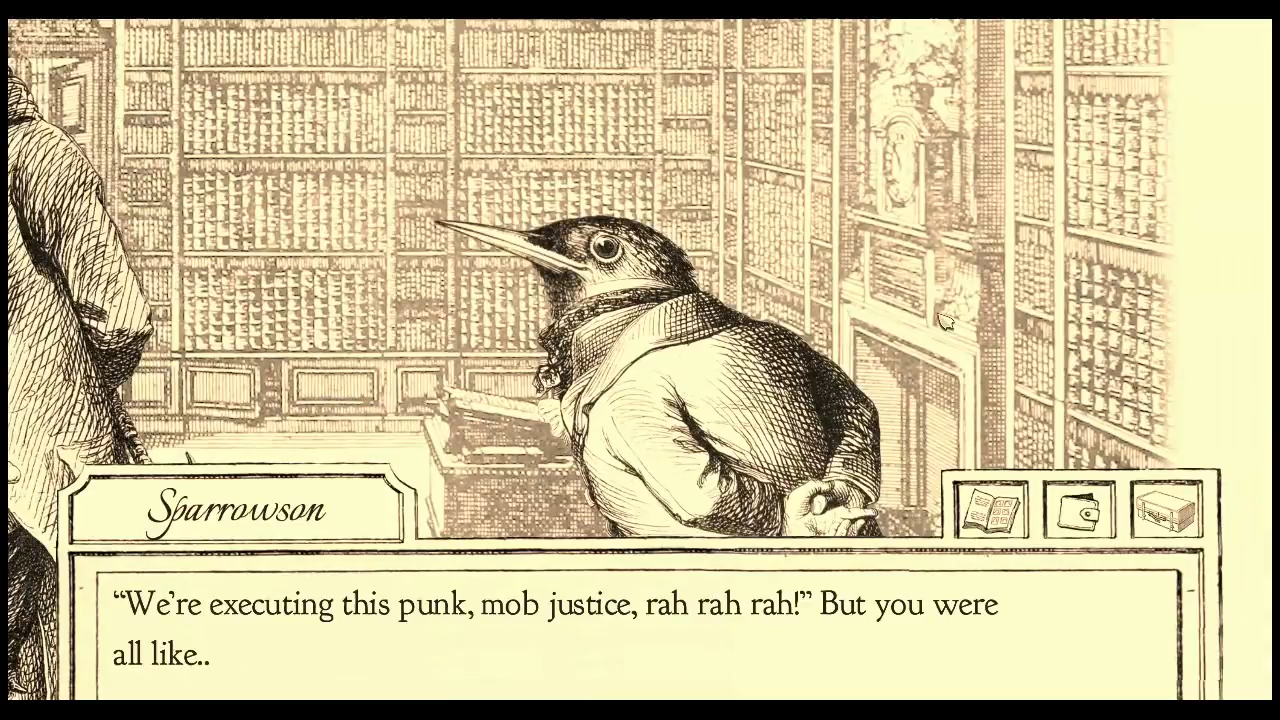 Sparrowson
“We’re executing this punk, mob justice, rah rah rah!” But you were
all like..